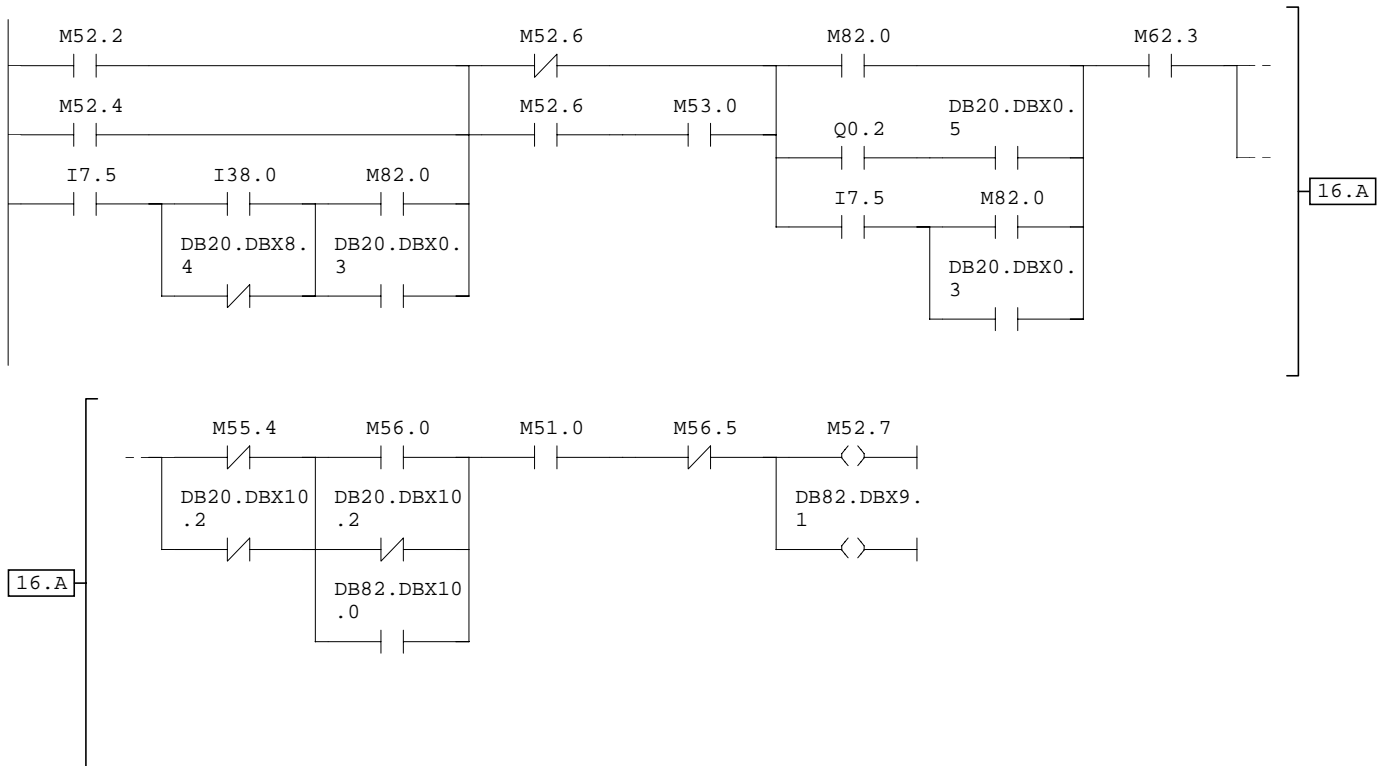 M52.2 M52.6 M82.0 M62.3
M52.4 M52.6 M53.0 DB20.DBX0.
Q0.2 5
I7.5 I38.0 M82.0 I7.5 M82.0 16.A
DB20.DBX8. DB20.DBX0.
4 3
DB20.DBX0.
3
M55.4 M56.0 M51.0 M56.5 M52.7
DB20.DBX10 DB20.DBX10 DB82.DBX9.
.2 .2 1
16.A DB82.DBX10
.0